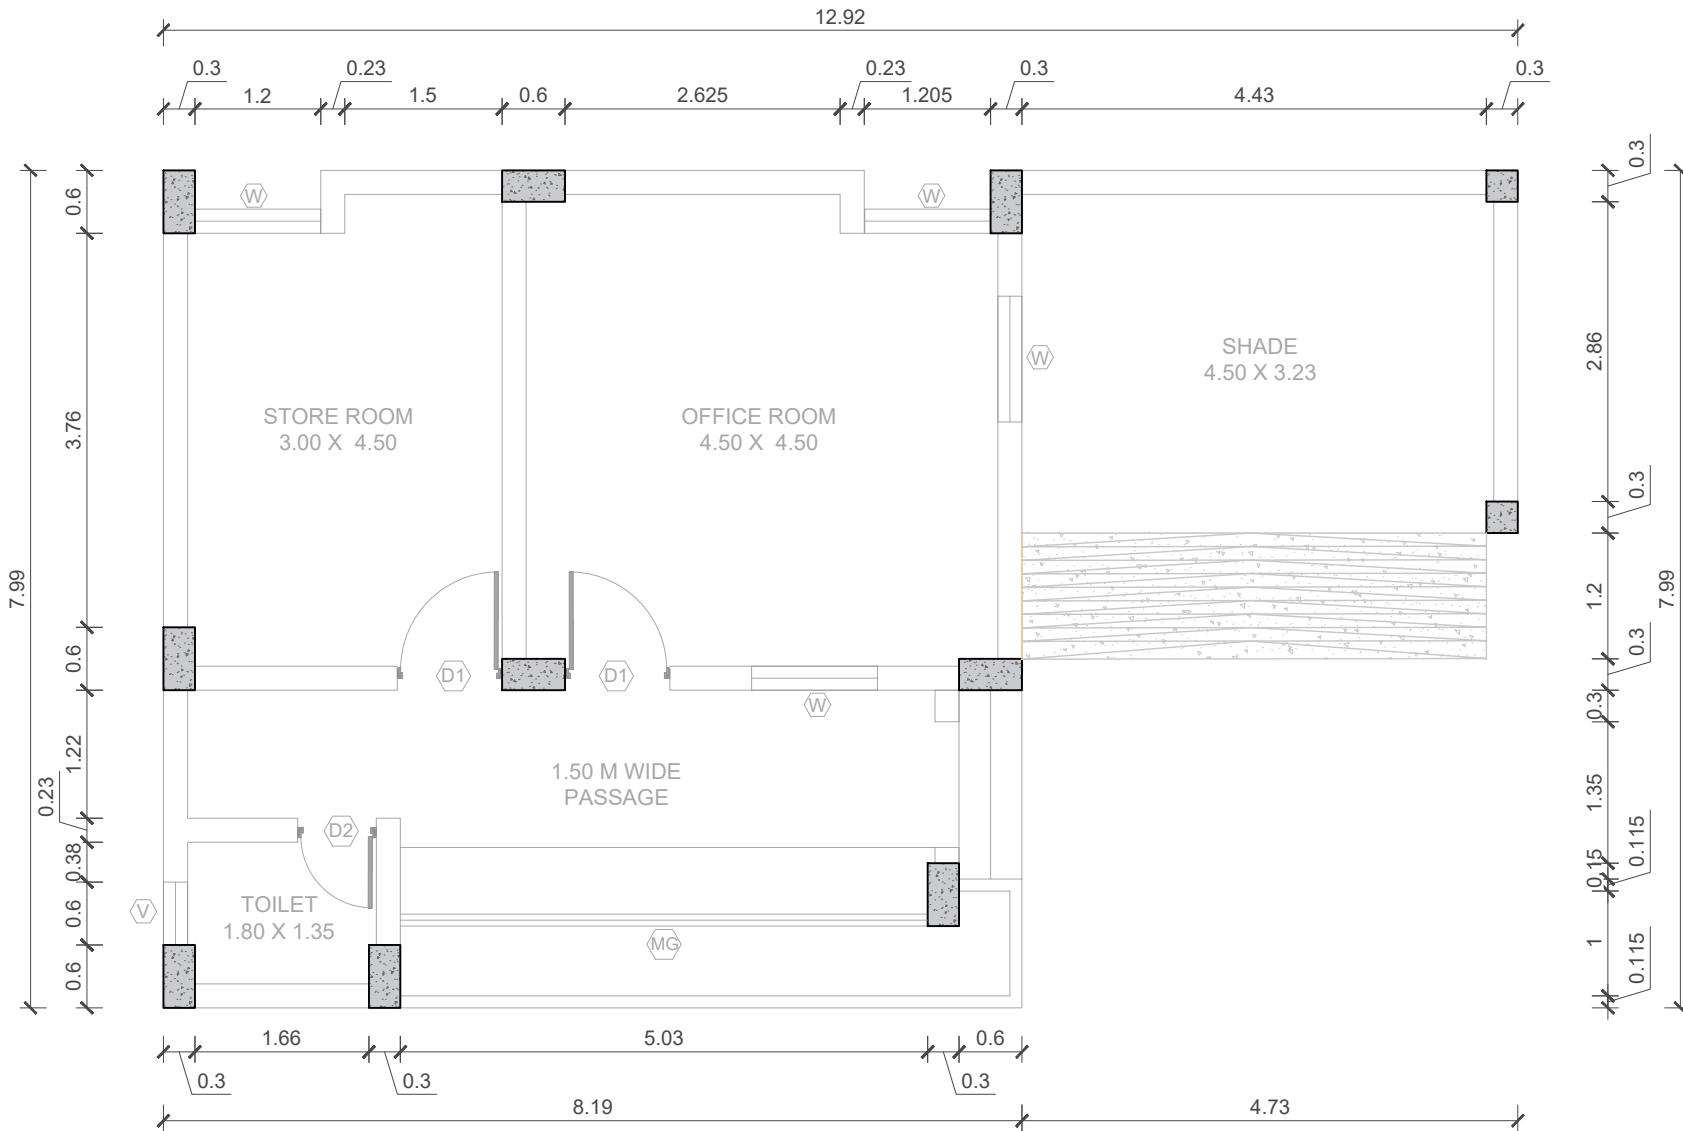 12.92
0.3
0.23
0.23
0.3
0.3
1.2
1.5
0.6
2.625
1.205
4.43
0.3
0.6
W
W
7.99
3.76
STORE ROOM
3.00 X 4.50
OFFICE ROOM
4.50 X 4.50
W
SHADE
4.50 X 3.23
2.86
0.3
1.2
7.99
0.6
D1
D1
W
0.3
0.3
1.22
0.23
1.50 M WIDE
PASSAGE
1.35
0.38
D2
0.115
0.15
V
0.6
TOILET
1.80 X 1.35
MG
1
0.115
0.6
1.66
5.03
0.6
0.3
0.3
0.3
8.19
4.73